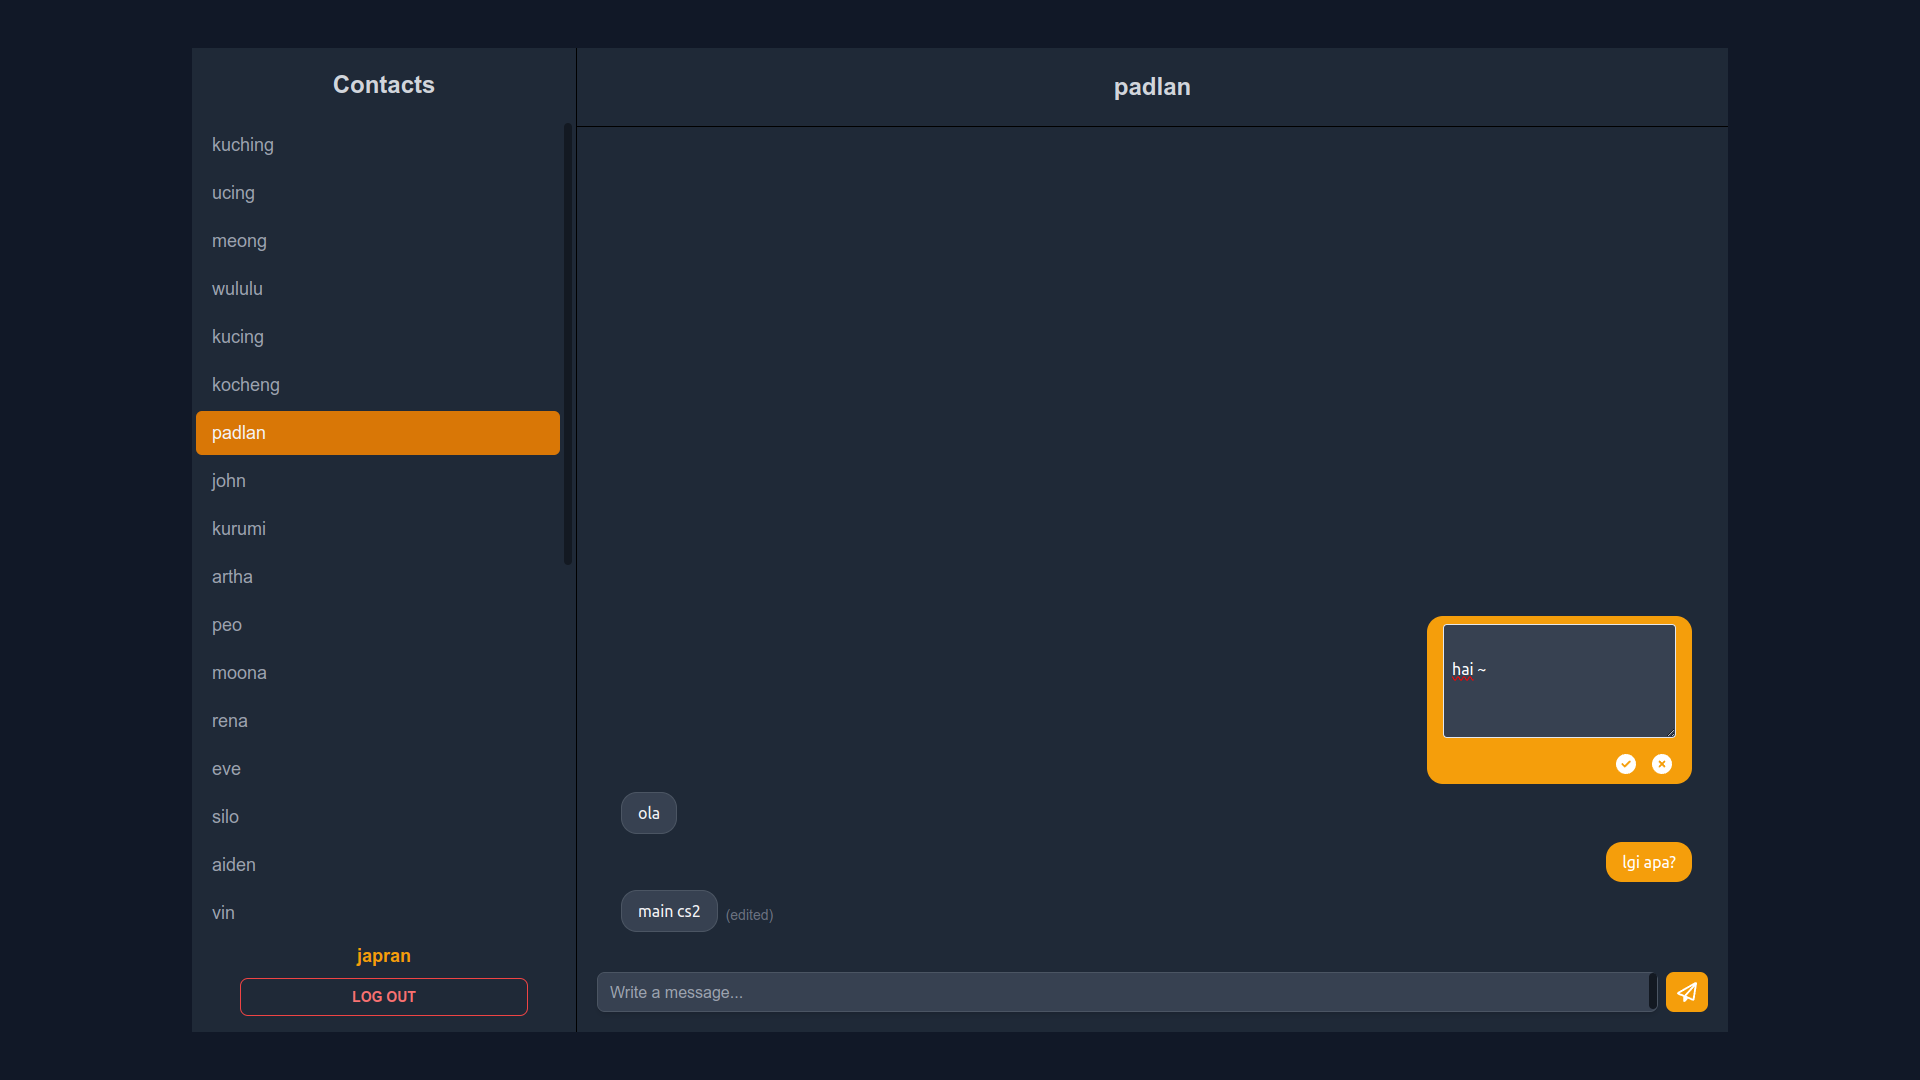 Contacts
kuching
ucing
meong
wululu
kucing
kocheng
padlan
john
kurumi
artha
peo
moona
rena
eve
silo
aiden
vin
japran
LOG OUT
padlan
hai ~
ola
lgi apa?
main cs2 (edited)
Write a message...